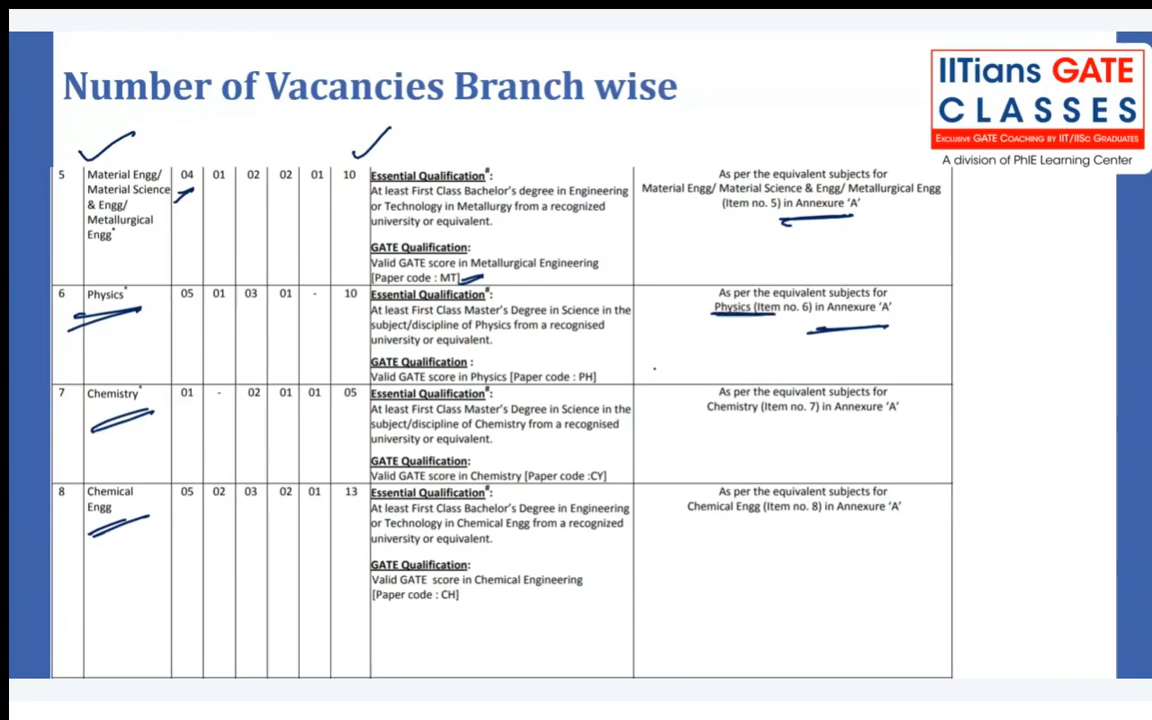 Number of Vacancies Branch wise
IITians GATE
CLASSES
EXCLUSIVE GATE COACHING BY IIT/IISc GRADUATES
A division of PhIE Learning Center
5 Material Engg/ 04 01 02 02 01 10 Essential Qualification#: As per the equivalent subjects for
Material Science At least First Class Bachelor's degree in Engineering Material Engg/ Material Science & Engg/ Metallurgical Engg
& Engg/ or Technology in Metallurgy from a recognized (Item no. 5) in Annexure 'A'
Metallurgical university or equivalent.
Engg*
GATE Qualification:
Valid GATE score in Metallurgical Engineering
[Paper code : MT]
6 Physics* 05 01 03 01 - 10 Essential Qualification#: As per the equivalent subjects for
At least First Class Master's Degree in Science in the Physics (Item no. 6) in Annexure 'A'
subject/discipline of Physics from a recognised
university or equivalent.
GATE Qualification :
Valid GATE score in Physics [Paper code : PH]
7 Chemistry* 01 - 02 01 01 05 Essential Qualification#: As per the equivalent subjects for
At least First Class Master's Degree in Science in the Chemistry (Item no. 7) in Annexure 'A'
subject/discipline of Chemistry from a recognised
university or equivalent.
GATE Qualification:
Valid GATE score in Chemistry [Paper code :CY]
8 Chemical 05 02 03 02 01 13 Essential Qualification#: As per the equivalent subjects for
Engg At least First Class Bachelor's Degree in Engineering Chemical Engg (Item no. 8) in Annexure 'A'
or Technology in Chemical Engg from a recognized
university or equivalent.
GATE Qualification:
Valid GATE score in Chemical Engineering
[Paper code : CH]